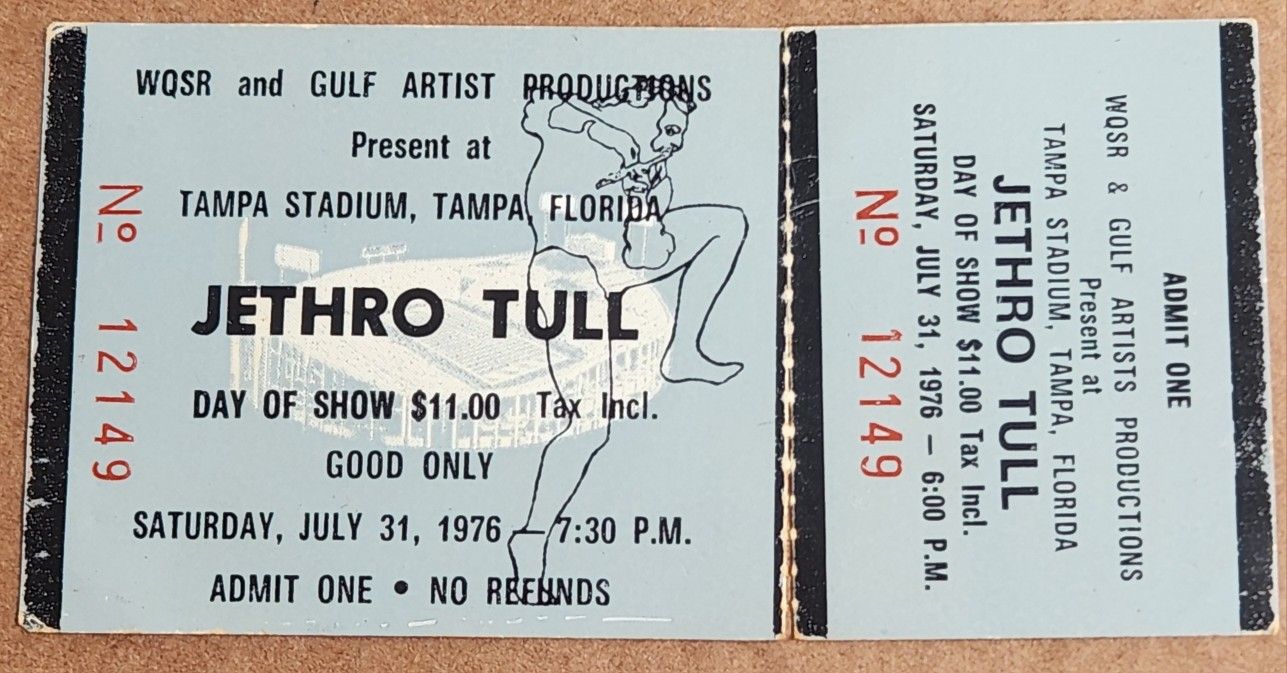 WQSR and GULF ARTIST PRODUCTIONS
Present at
TAMPA STADIUM, TAMPA, FLORIDA
JETHRO TULL
DAY OF SHOW $11.00 Tax Incl.
GOOD ONLY
SATURDAY, JULY 31, 1976 — 7:30 P.M.
ADMIT ONE • NO REFUNDS
Nº 12149
ADMIT ONE
WQSR & GULF ARTISTS PRODUCTIONS
Present at
TAMPA STADIUM, TAMPA, FLORIDA
JETHRO TULL
DAY OF SHOW $11.00 Tax Incl.
SATURDAY, JULY 31, 1976 — 6:00 P.M.
Nº 12149